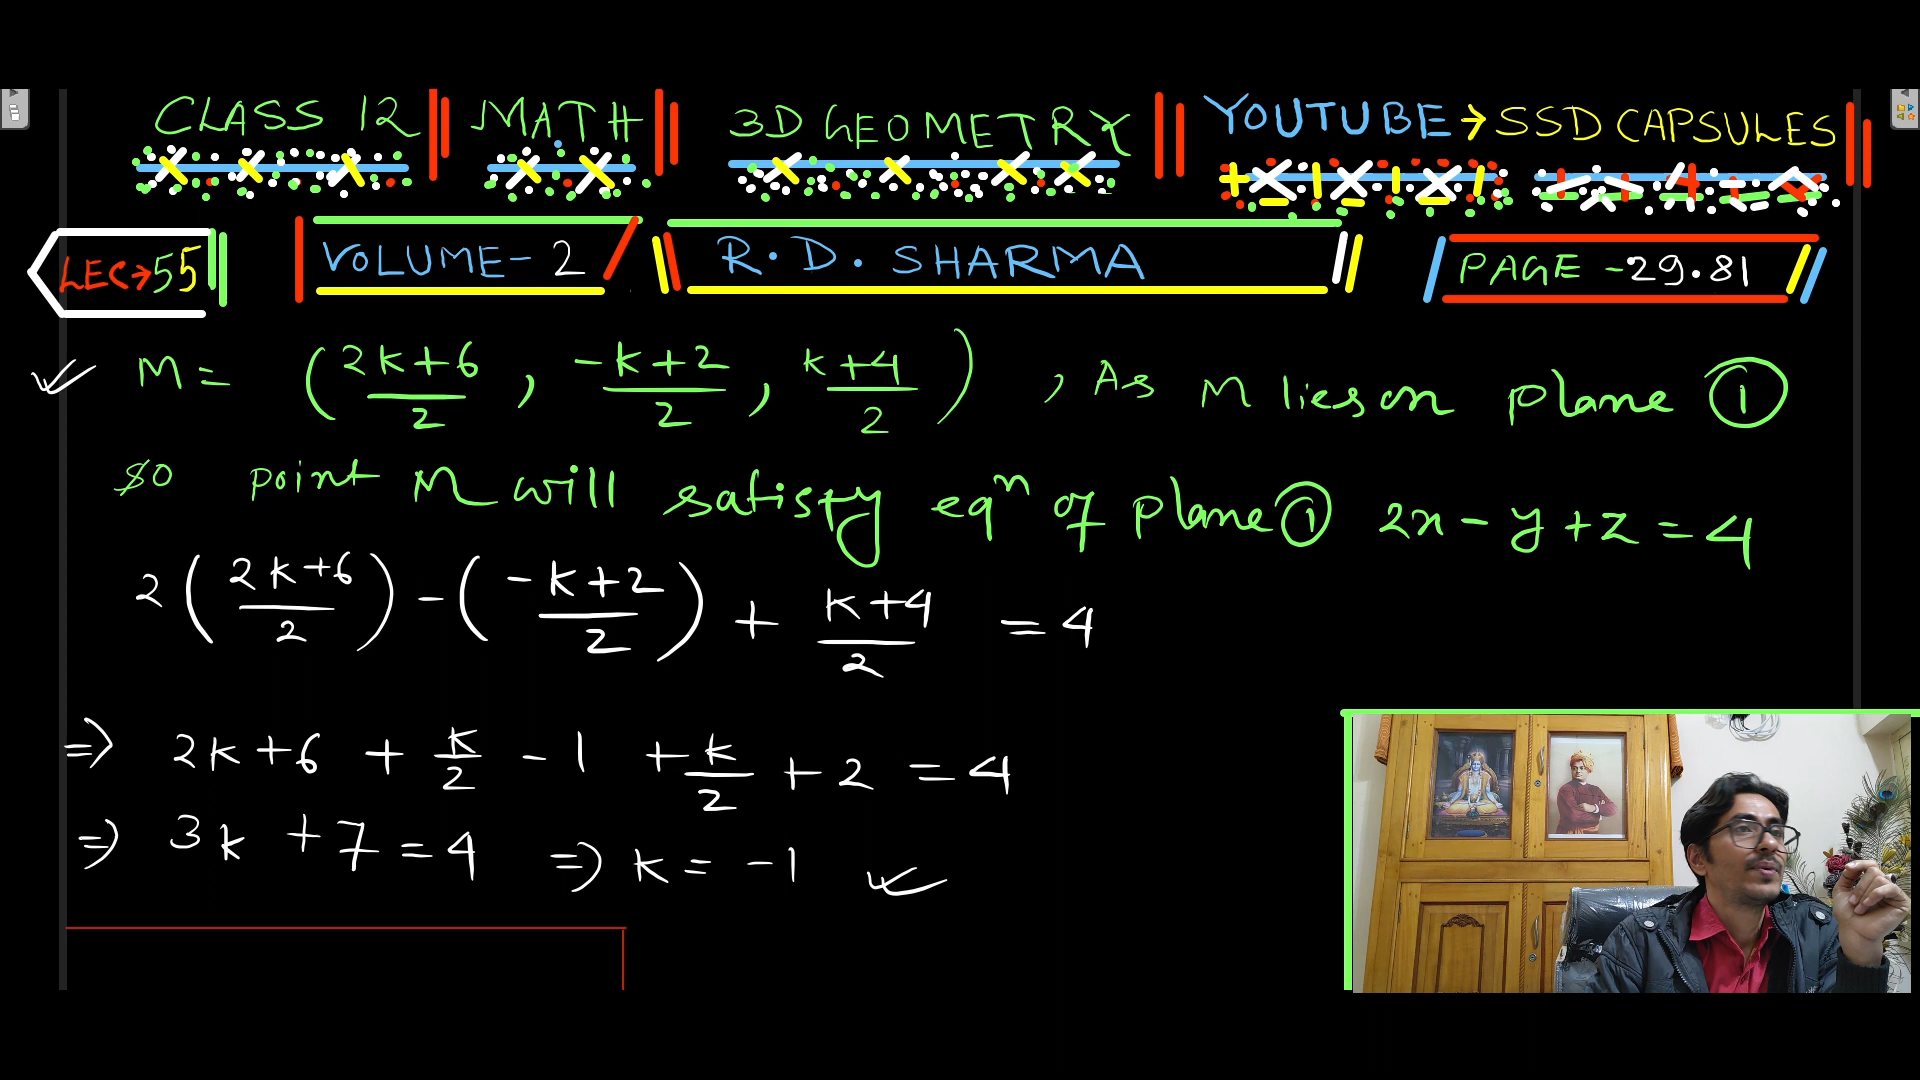 CLASS 12 MATH 3D GEOMETRY YOUTUBE → SSD CAPSULES
LEC→55 VOLUME-2 R.D. SHARMA PAGE -29.81
M = ( (2k+6)/2 , (-k+2)/2 , (k+4)/2 ) , As M lies on plane ①
so point M will satisfy eqⁿ of plane ① 2x - y + z = 4
2((2k+6)/2) - ((-k+2)/2) + (k+4)/2 = 4
⇒ 2k+6 + k/2 - 1 + k/2 + 2 = 4
⇒ 3k + 7 = 4 ⇒ k = -1